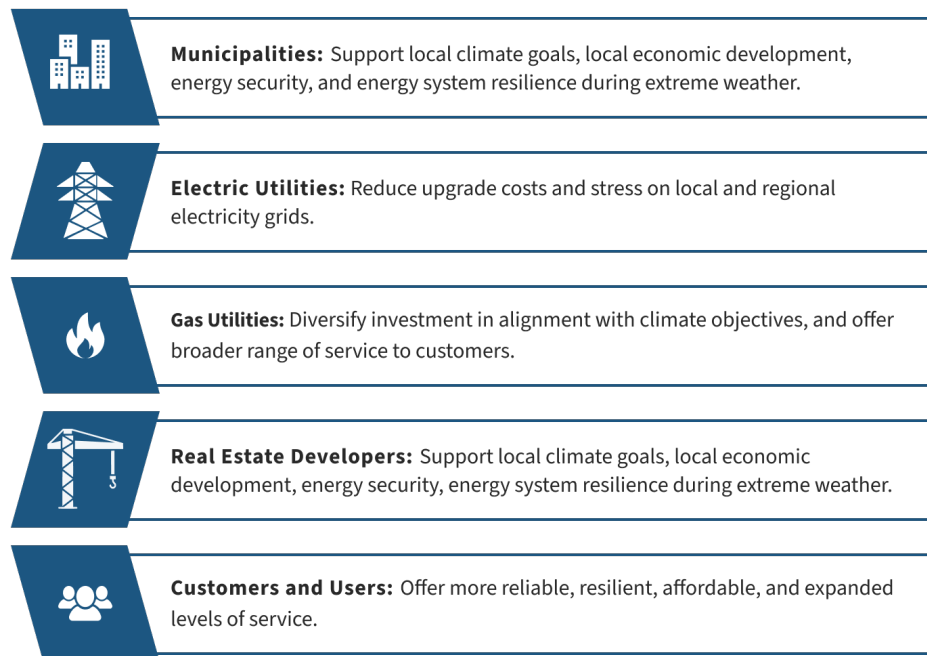 Municipalities: Support local climate goals, local economic development,
energy security, and energy system resilience during extreme weather.
Electric Utilities: Reduce upgrade costs and stress on local and regional
electricity grids.
Gas Utilities: Diversify investment in alignment with climate objectives, and offer
broader range of service to customers.
Real Estate Developers: Support local climate goals, local economic
development, energy security, energy system resilience during extreme weather.
Customers and Users: Offer more reliable, resilient, affordable, and expanded
levels of service.